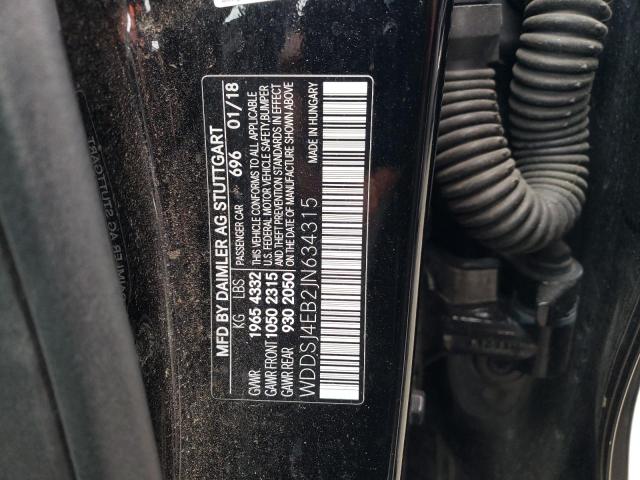 MFD BY DAIMLER AG STUTTGART
PASSENGER CAR 696 01/18
KG LBS
GVWR 1965 4332
GAWR FRONT 1050 2315
GAWR REAR 930 2050
THIS VEHICLE CONFORMS TO ALL APPLICABLE
U.S. FEDERAL MOTOR VEHICLE SAFETY, BUMPER
AND THEFT PREVENTION STANDARDS IN EFFECT
ON THE DATE OF MANUFACTURE SHOWN ABOVE
MADE IN HUNGARY
WDDSJ4EB2JN634315